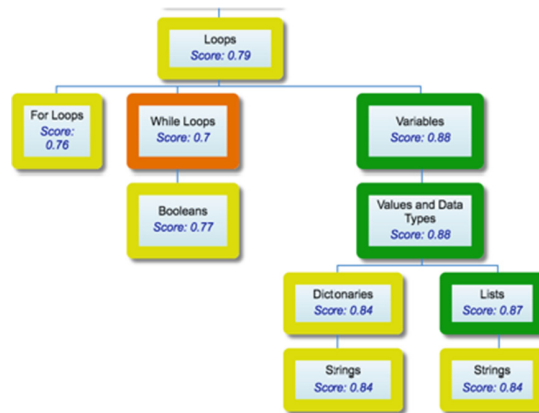 Loops
Score: 0.79
For Loops
Score:
0.76
While Loops
Score: 0.7
Variables
Score: 0.88
Booleans
Score: 0.77
Values and Data
Types
Score: 0.88
Dictonaries
Score: 0.84
Lists
Score: 0.87
Strings
Score: 0.84
Strings
Score: 0.84